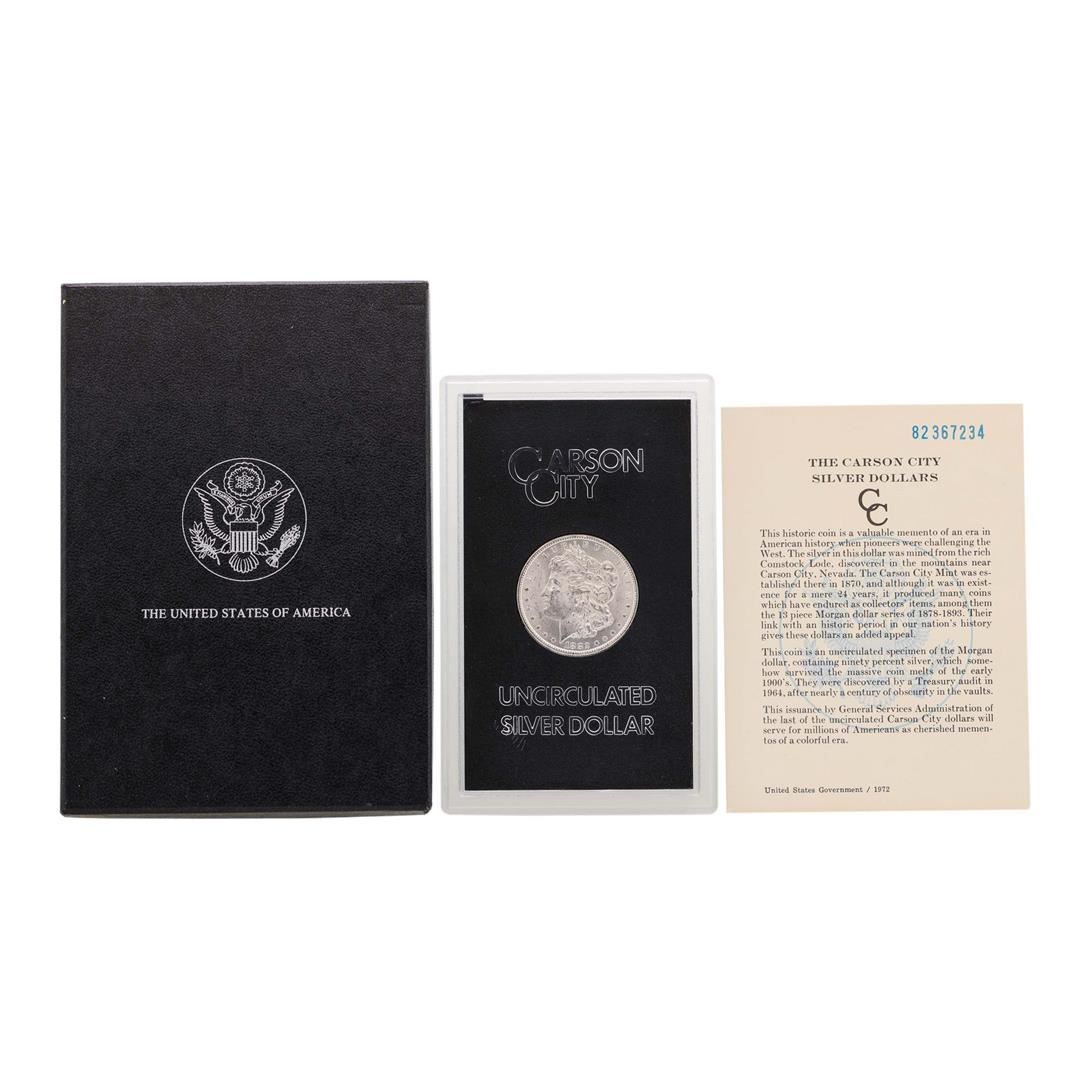 THE UNITED STATES OF AMERICA
CARSON
CITY
UNCIRCULATED
SILVER DOLLAR
82367234
THE CARSON CITY
SILVER DOLLARS
CC
This historic coin is a valuable memento of an era in
American history when pioneers were challenging the
West. The silver in this dollar was mined from the rich
Comstock Lode, discovered in the mountains near
Carson City, Nevada. The Carson City Mint was es-
tablished there in 1870, and although it was in exist-
ence for a mere 24 years, it produced many coins
which have endured as collectors' items, among them
the 13 piece Morgan dollar series of 1878-1893. Their
link with an historic period in our nation's history
gives these dollars an added appeal.
This coin is an uncirculated specimen of the Morgan
dollar, containing ninety percent silver, which some-
how survived the massive coin melts of the early
1900's. They were discovered by a Treasury audit in
1964, after nearly a century of obscurity in the vaults.
This issuance by General Services Administration of
the last of the uncirculated Carson City dollars will
serve for millions of Americans as cherished memen-
tos of a colorful era.
United States Government / 1972